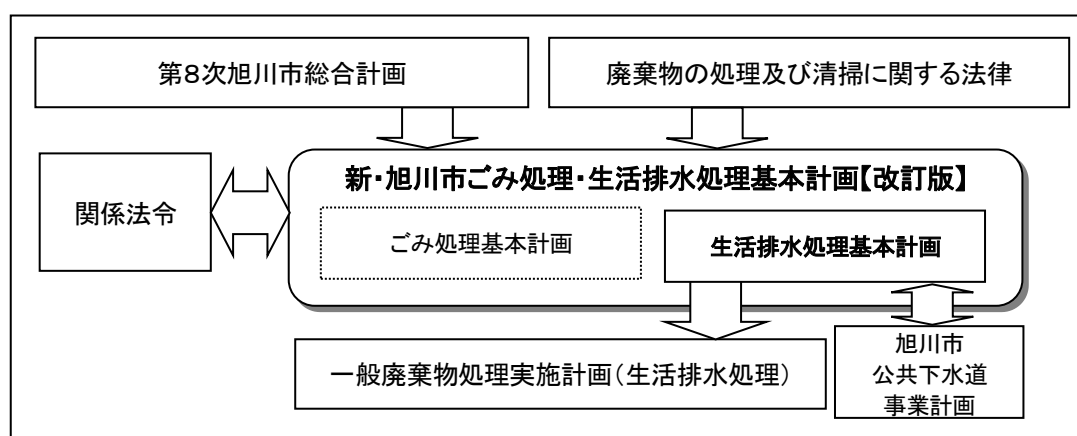 第８次旭川市総合計画
廃棄物の処理及び清掃に関する法律
新・旭川市ごみ処理・生活排水処理基本計画【改訂版】
関係法令
ごみ処理基本計画
生活排水処理基本計画
一般廃棄物処理実施計画（生活排水処理）
旭川市
公共下水道
事業計画